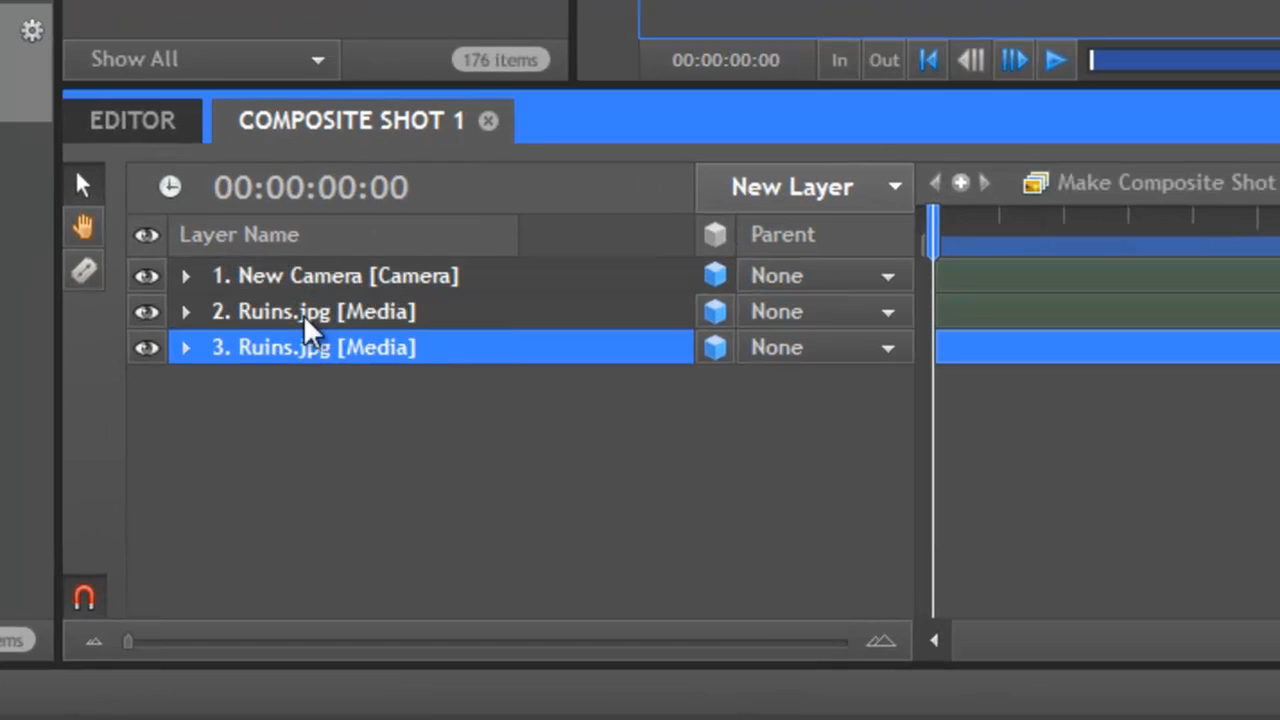 Show All
176 items
00:00:00:00
In
Out
EDITOR
COMPOSITE SHOT 1
00:00:00:00
New Layer
Make Composite Shot
Layer Name
Parent
1. New Camera [Camera]
None
2. Ruins.jpg [Media]
None
3. Ruins.jpg [Media]
None